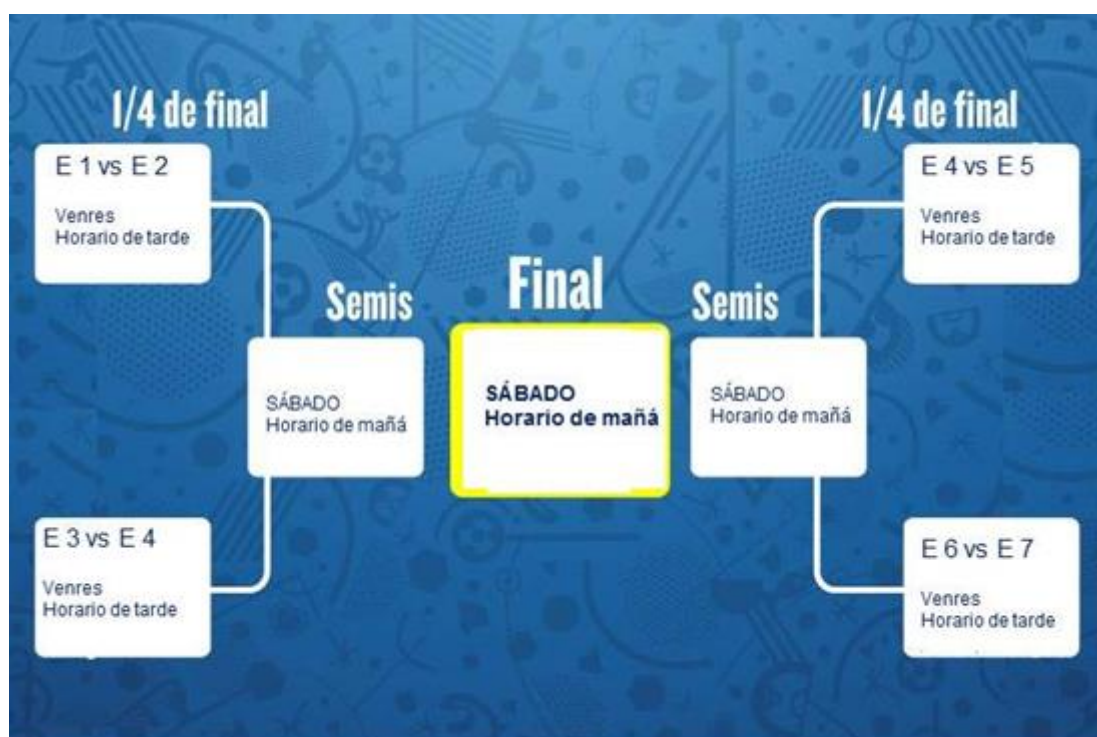 1/4 de final
E 1 vs E 2
Venres
Horario de tarde
E 3 vs E 4
Venres
Horario de tarde
Semis
SÁBADO
Horario de mañá
Final
SÁBADO
Horario de mañá
Semis
SÁBADO
Horario de mañá
1/4 de final
E 4 vs E 5
Venres
Horario de tarde
E 6 vs E 7
Venres
Horario de tarde